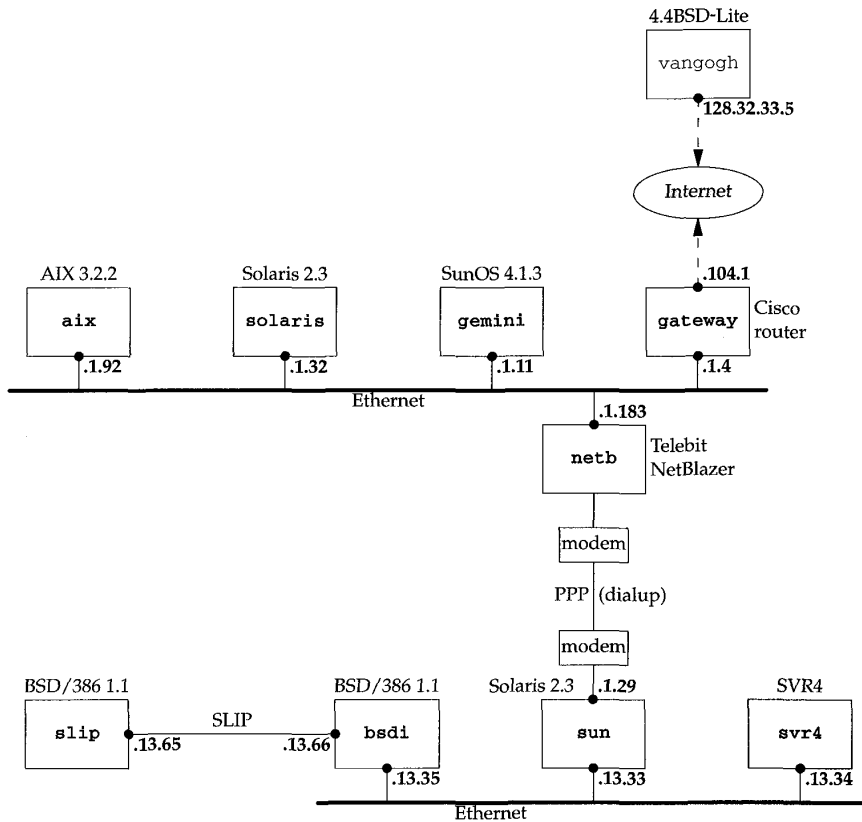 4.4BSD-Lite
vangogh
128.32.33.5
Internet
AIX 3.2.2
Solaris 2.3
SunOS 4.1.3
.104.1
aix
solaris
gemini
gateway
Cisco
router
.1.92
.1.32
.1.11
.1.4
Ethernet
.1.183
netb
Telebit
NetBlazer
modem
PPP (dialup)
modem
BSD/386 1.1
BSD/386 1.1
Solaris 2.3
.1.29
SVR4
slip
SLIP
bsdi
sun
svr4
.13.65
.13.66
.13.35
.13.33
.13.34
Ethernet